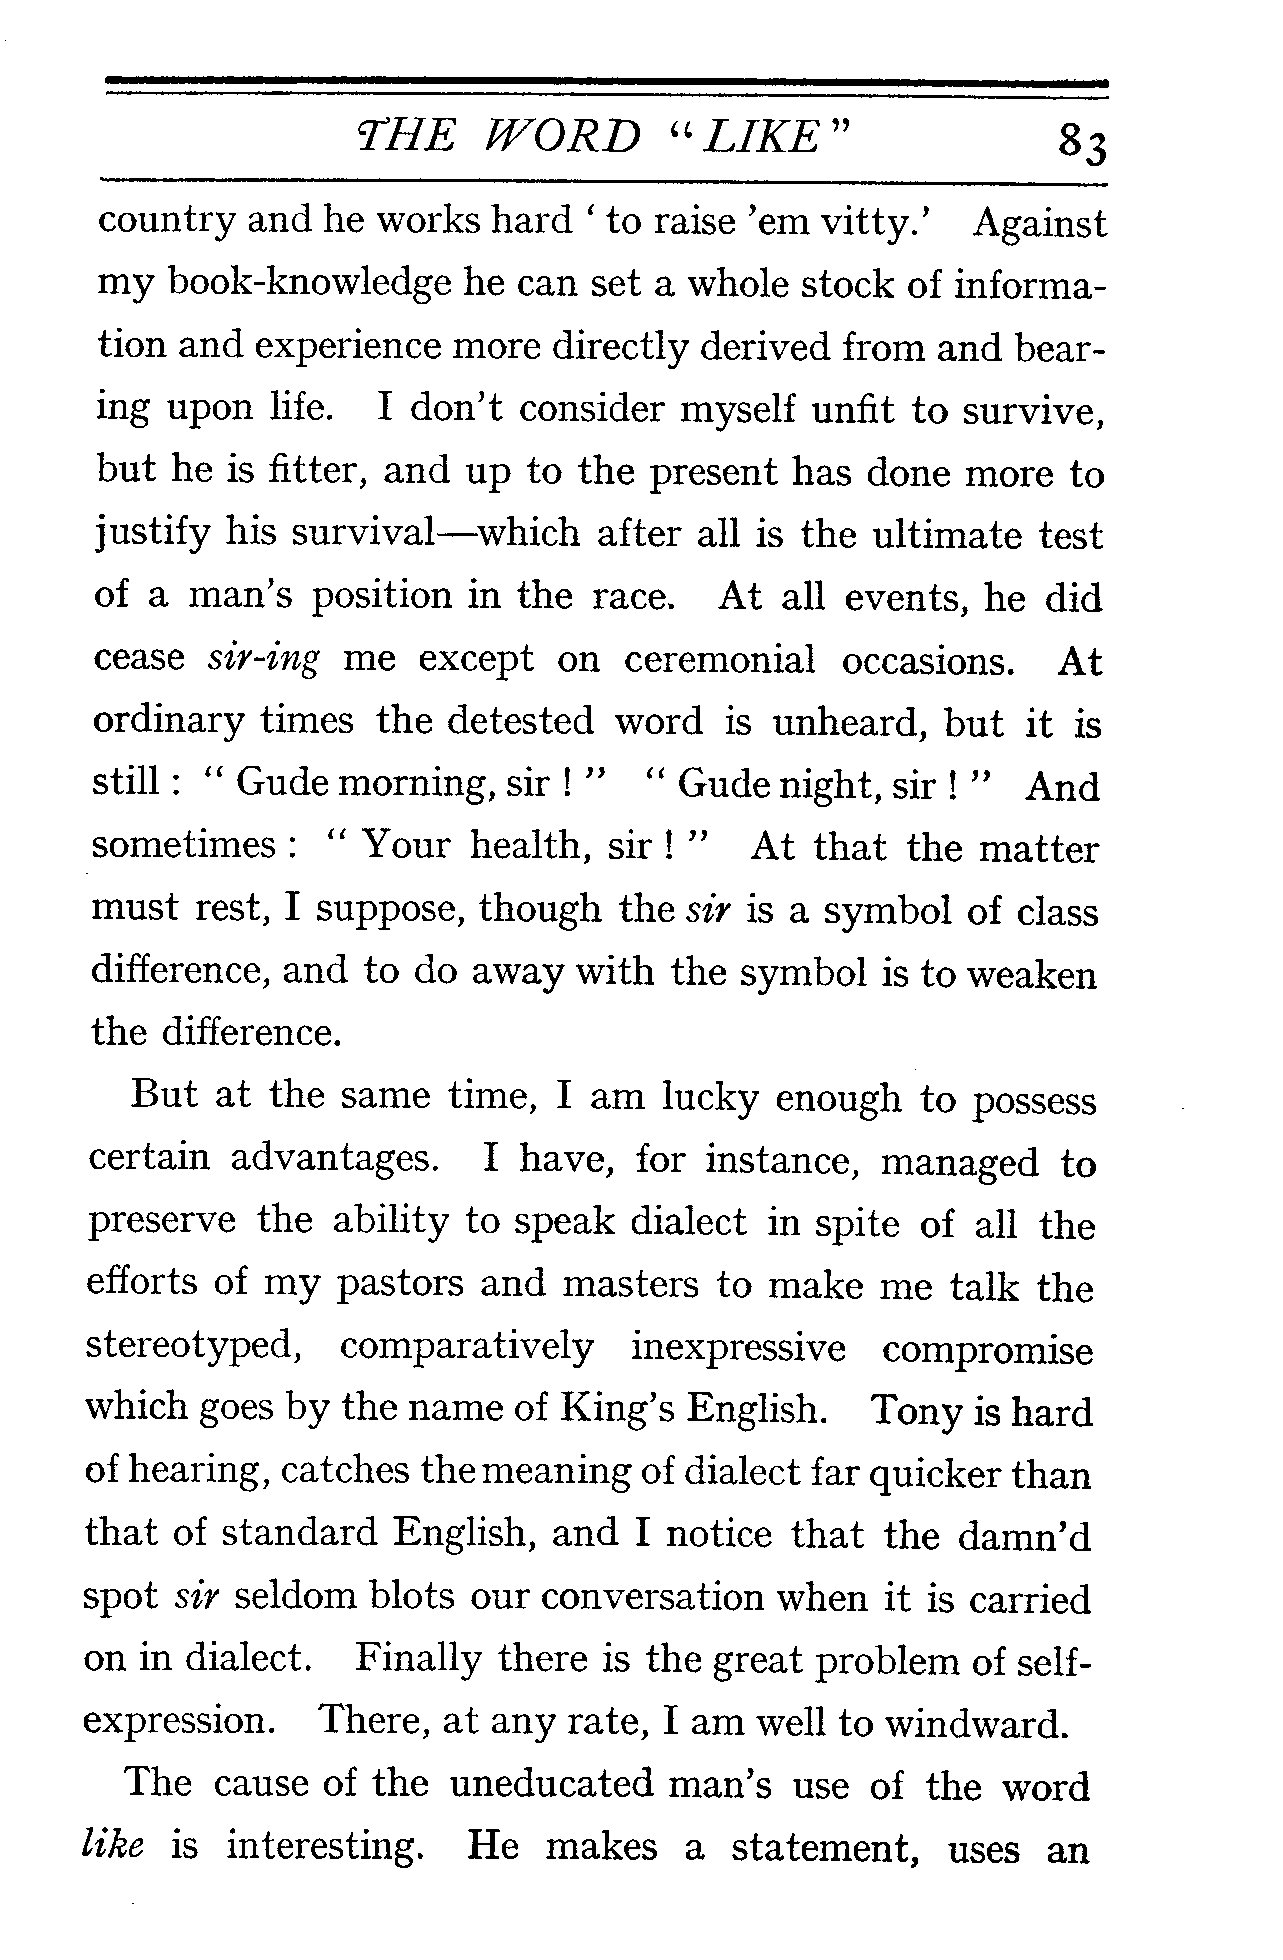 THE WORD “LIKE” 83
country and he works hard ‘ to raise ’em vitty.’ Against
my book-knowledge he can set a whole stock of informa-
tion and experience more directly derived from and bear-
ing upon life. I don’t consider myself unfit to survive,
but he is fitter, and up to the present has done more to
justify his survival—which after all is the ultimate test
of a man’s position in the race. At all events, he did
cease sir-ing me except on ceremonial occasions. At
ordinary times the detested word is unheard, but it is
still : “ Gude morning, sir ! ” “ Gude night, sir ! ” And
sometimes : “ Your health, sir ! ” At that the matter
must rest, I suppose, though the sir is a symbol of class
difference, and to do away with the symbol is to weaken
the difference.
But at the same time, I am lucky enough to possess
certain advantages. I have, for instance, managed to
preserve the ability to speak dialect in spite of all the
efforts of my pastors and masters to make me talk the
stereotyped, comparatively inexpressive compromise
which goes by the name of King’s English. Tony is hard
of hearing, catches the meaning of dialect far quicker than
that of standard English, and I notice that the damn’d
spot sir seldom blots our conversation when it is carried
on in dialect. Finally there is the great problem of self-
expression. There, at any rate, I am well to windward.
The cause of the uneducated man’s use of the word
like is interesting. He makes a statement, uses an